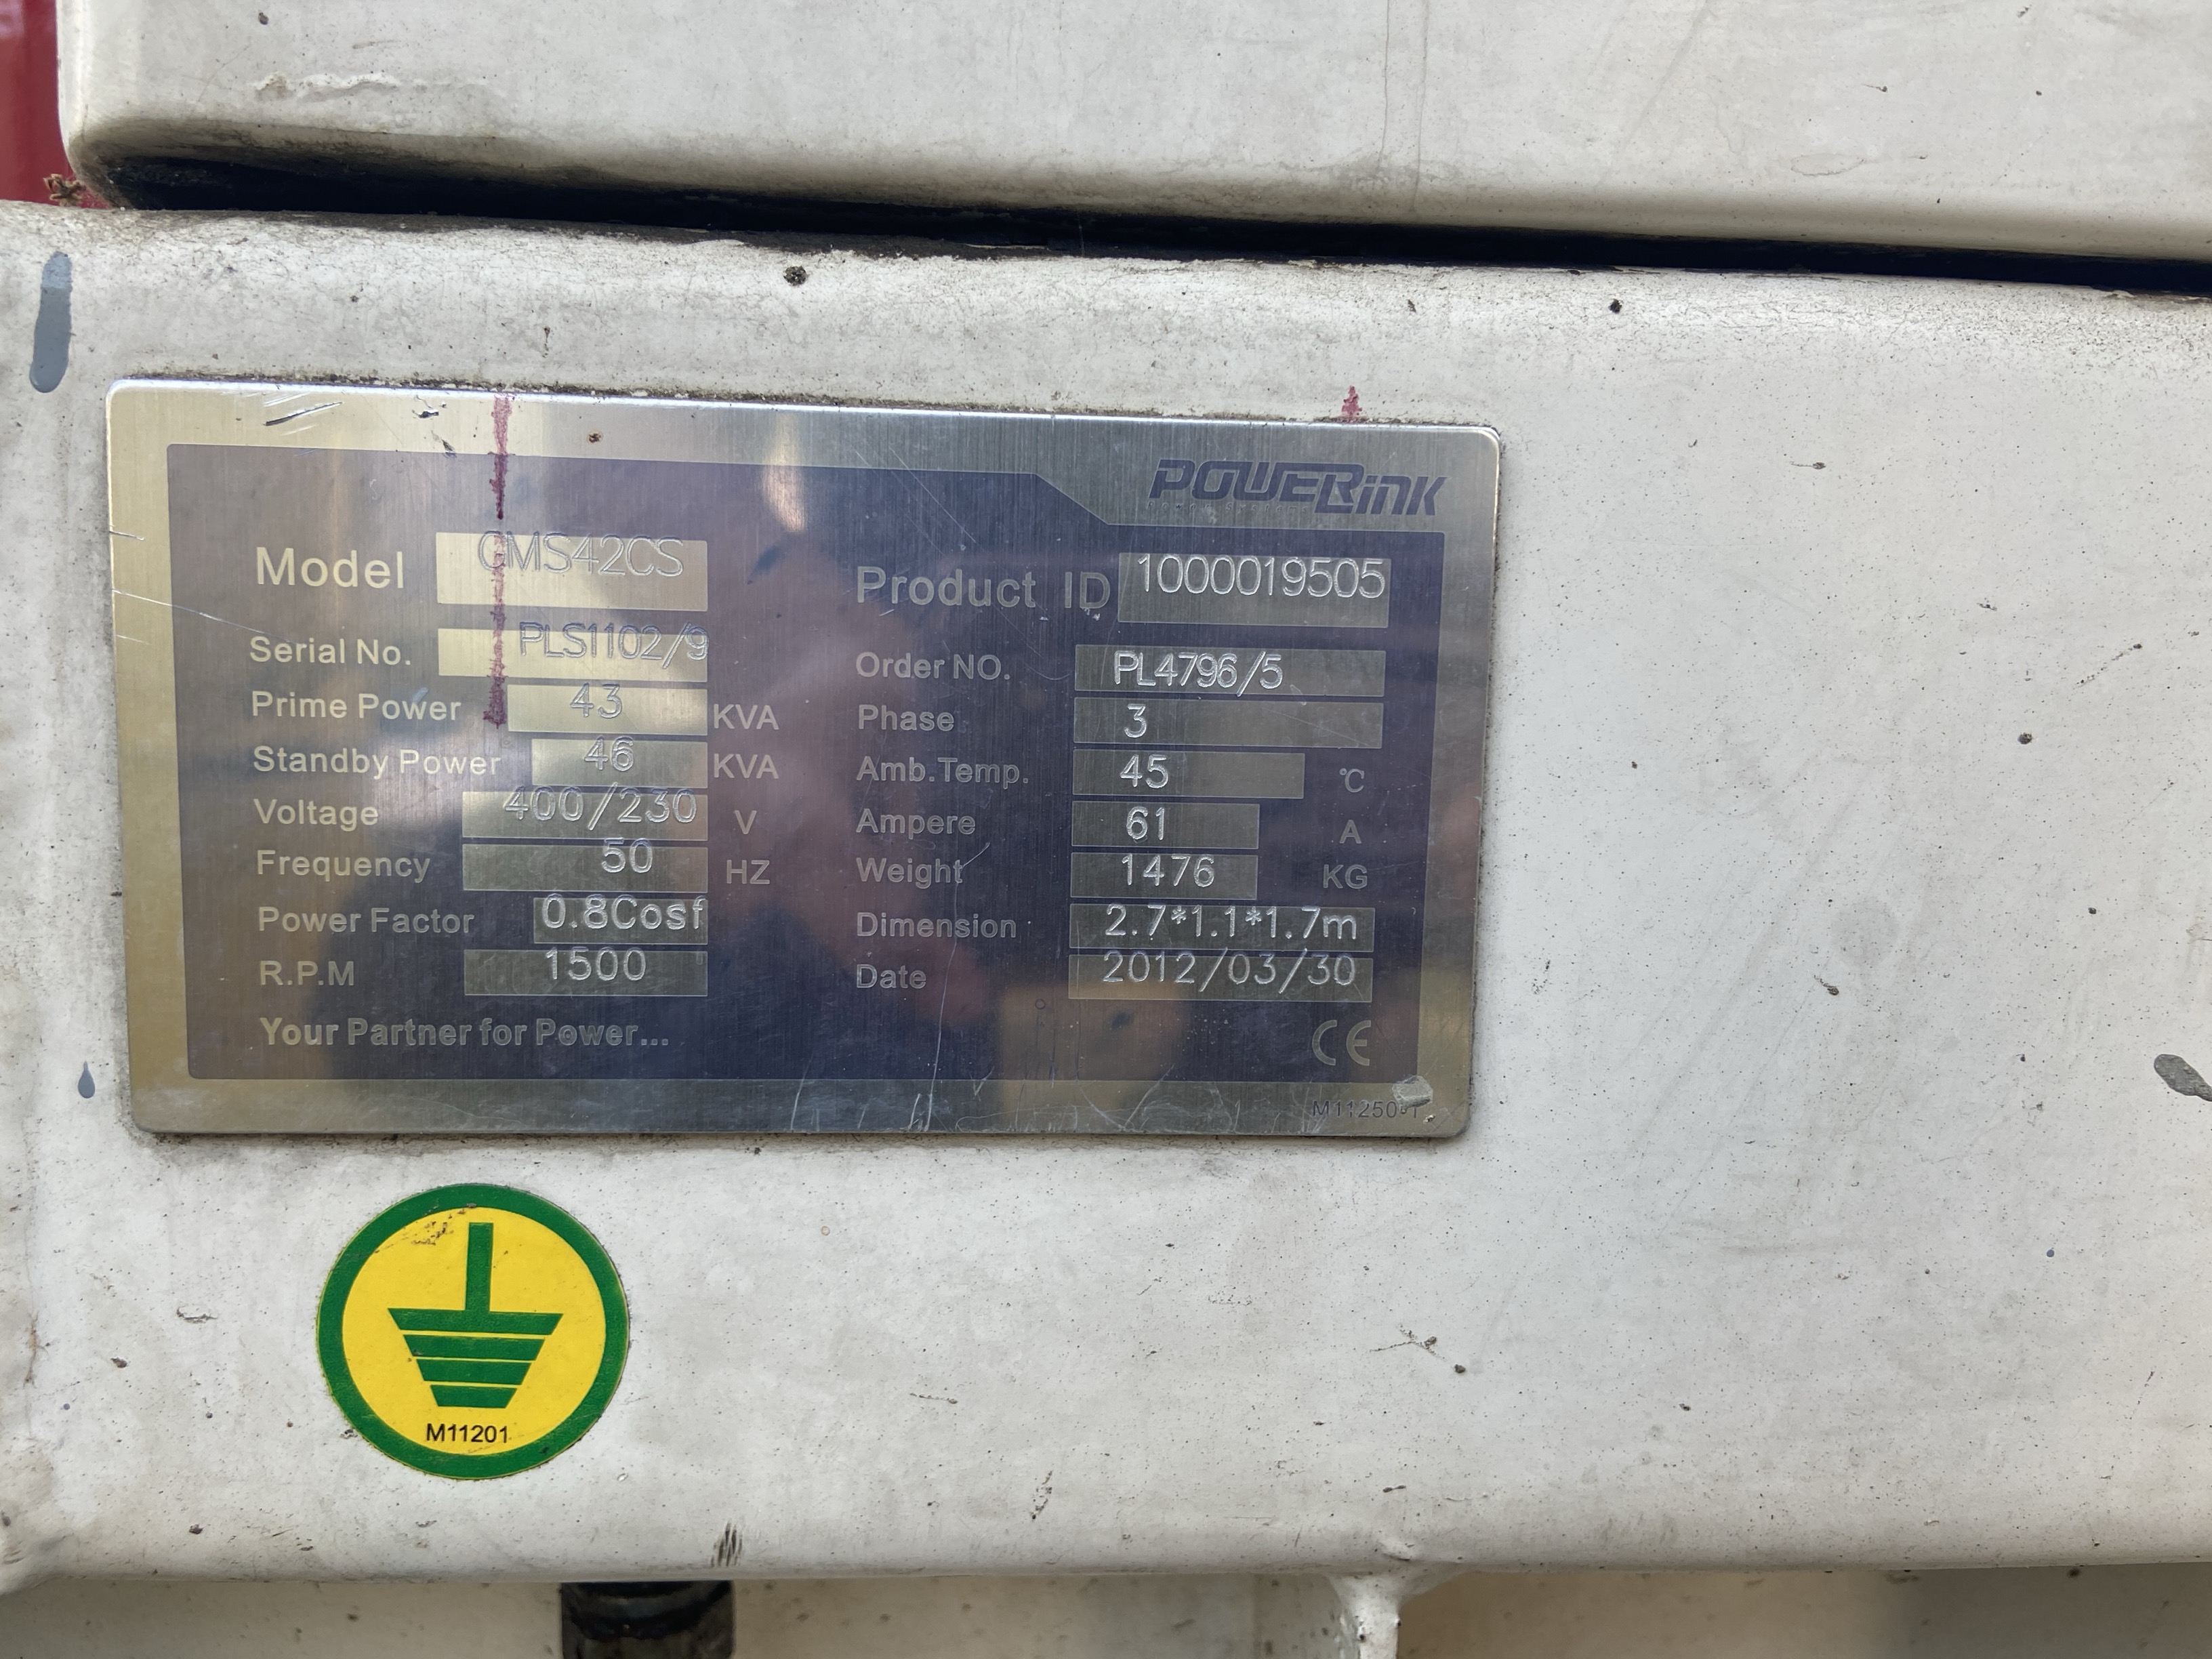 POWERLINK
Model GMS42CS Product ID 1000019505
Serial No. PLS1102/9 Order NO. PL4796/5
Prime Power 43 KVA Phase 3
Standby Power 46 KVA Amb.Temp. 45 ℃
Voltage 400/230 V Ampere 61 A
Frequency 50 HZ Weight 1476 KG
Power Factor 0.8Cosf Dimension 2.7*1.1*1.7m
R.P.M 1500 Date 2012/03/30
Your Partner for Power... CE
M11201